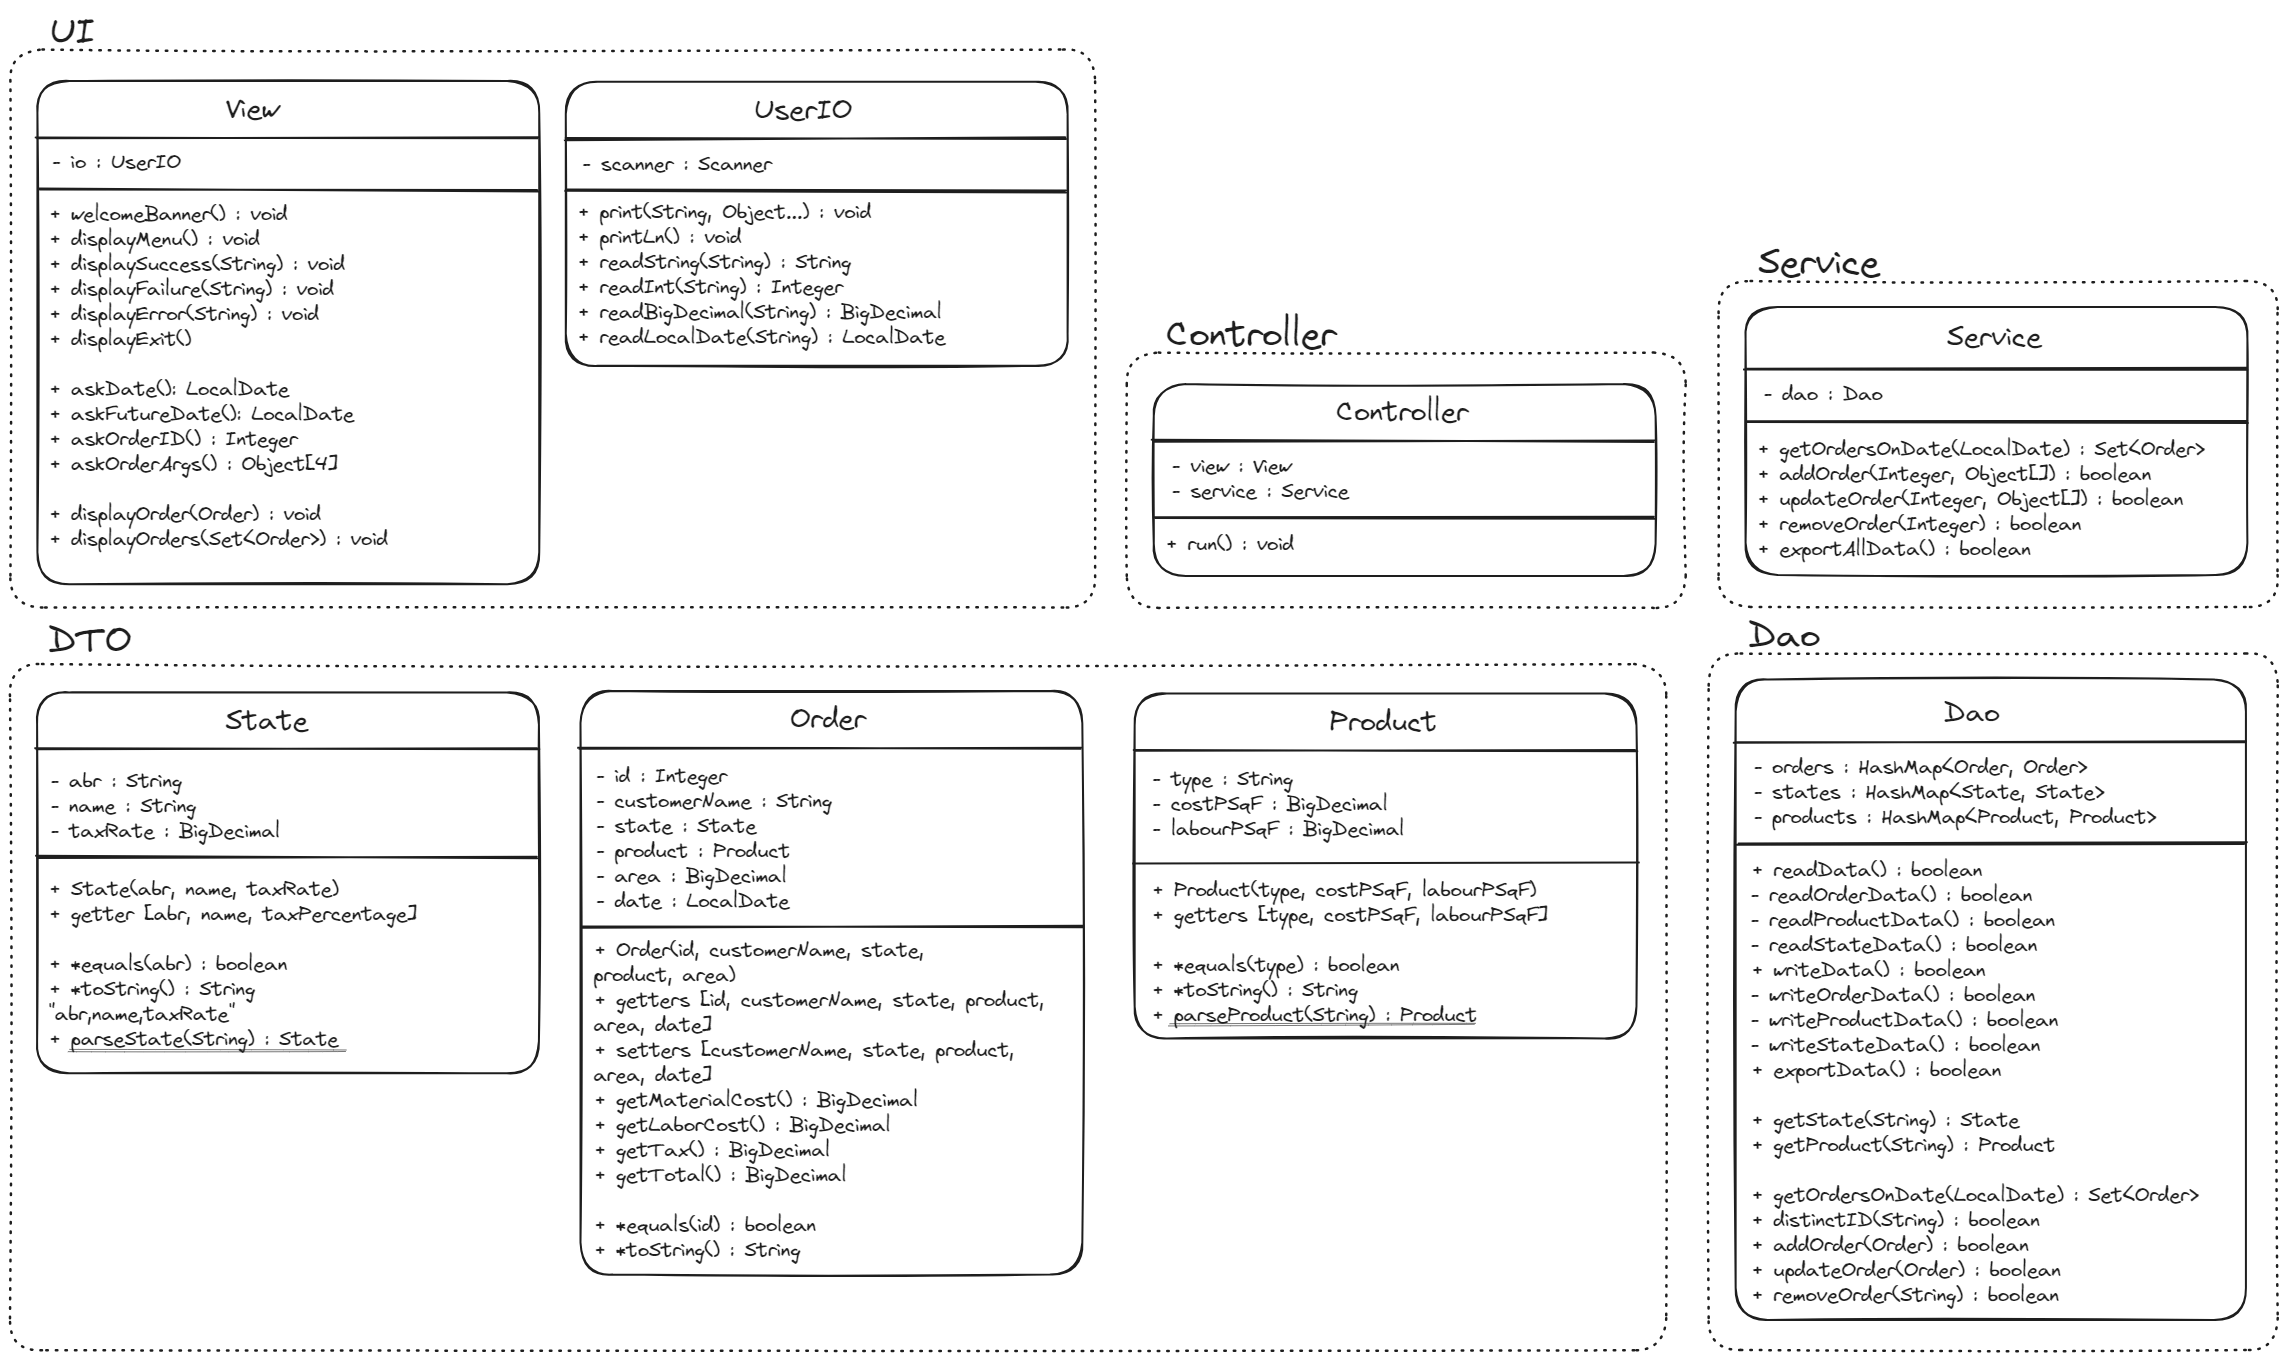 UI
View
- io : UserIO
+ welcomeBanner() : void
+ displayMenu() : void
+ displaySuccess(String) : void
+ displayFailure(String) : void
+ displayError(String) : void
+ displayExit()
+ askDate(): LocalDate
+ askFutureDate(): LocalDate
+ askOrderID() : Integer
+ askOrderArgs() : Object[4]
+ displayOrder(Order) : void
+ displayOrders(Set<Order>) : void
UserIO
- scanner : Scanner
+ print(String, Object...) : void
+ printLn() : void
+ readString(String) : String
+ readInt(String) : Integer
+ readBigDecimal(String) : BigDecimal
+ readLocalDate(String) : LocalDate
Controller
Controller
- view : View
- service : Service
+ run() : void
Service
Service
- dao : Dao
+ getOrdersOnDate(LocalDate) : Set<Order>
+ addOrder(Integer, Object[]) : boolean
+ updateOrder(Integer, Object[]) : boolean
+ removeOrder(Integer) : boolean
+ exportAllData() : boolean
DTO
State
- abr : String
- name : String
- taxRate : BigDecimal
+ State(abr, name, taxRate)
+ getter [abr, name, taxPercentage]
+ *equals(abr) : boolean
+ *toString() : String
"abr,name,taxRate"
+ parseState(String) : State
Order
- id : Integer
- customerName : String
- state : State
- product : Product
- area : BigDecimal
- date : LocalDate
+ Order(id, customerName, state,
product, area)
+ getters [id, customerName, state, product,
area, date]
+ setters [customerName, state, product,
area, date]
+ getMaterialCost() : BigDecimal
+ getLaborCost() : BigDecimal
+ getTax() : BigDecimal
+ getTotal() : BigDecimal
+ *equals(id) : boolean
+ *toString() : String
Product
- type : String
- costPSqF : BigDecimal
- labourPSqF : BigDecimal
+ Product(type, costPSqF, labourPSqF)
+ getters [type, costPSqF, labourPSqF]
+ *equals(type) : boolean
+ *toString() : String
+ parseProduct(String) : Product
Dao
Dao
- orders : HashMap<Order, Order>
- states : HashMap<State, State>
- products : HashMap<Product, Product>
+ readData() : boolean
- readOrderData() : boolean
- readProductData() : boolean
- readStateData() : boolean
+ writeData() : boolean
- writeOrderData() : boolean
- writeProductData() : boolean
- writeStateData() : boolean
+ exportData() : boolean
+ getState(String) : State
+ getProduct(String) : Product
+ getOrdersOnDate(LocalDate) : Set<Order>
+ distinctID(String) : boolean
+ addOrder(Order) : boolean
+ updateOrder(Order) : boolean
+ removeOrder(String) : boolean